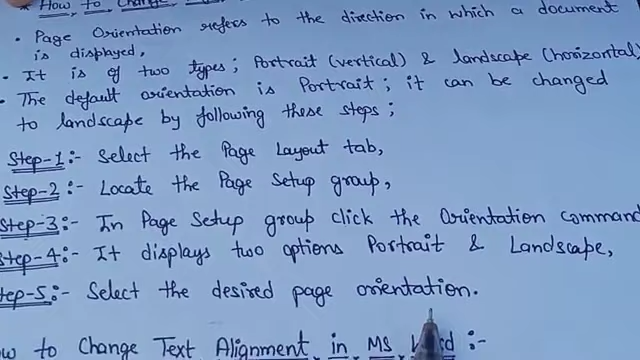 * How to Change
• Page Orientation refers to the direction in which a document
is displayed,
• It is of two types; Portrait (vertical) & landscape (horizontal)
• The default orientation is Portrait; it can be changed
to landscape by following these steps;
Step-1:- Select the Page Layout tab,
Step-2:- Locate the Page Setup group,
Step-3:- In Page Setup group click the Orientation command
Step-4:- It displays two options Portrait & Landscape,
tep-5:- Select the desired page orientation.
ow to Change Text Alignment in MS Word :-